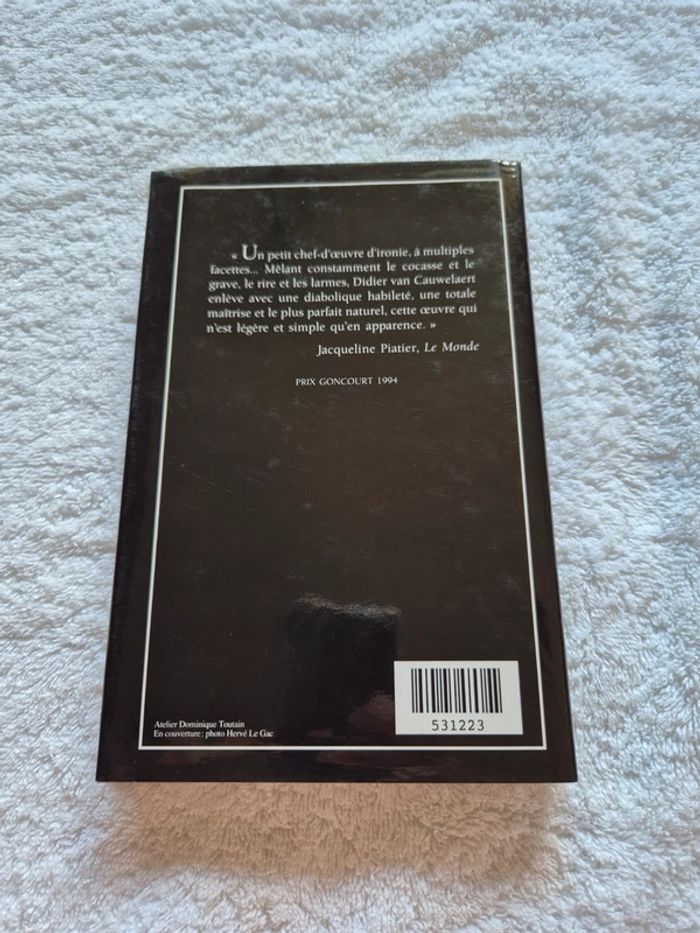 « Un petit chef-d'œuvre d'ironie, à multiples
facettes... Mêlant constamment le cocasse et le
grave, le rire et les larmes, Didier van Cauwelaert
enlève avec une diabolique habileté, une totale
maîtrise et le plus parfait naturel, cette œuvre qui
n'est légère et simple qu'en apparence. »
Jacqueline Piatier, Le Monde
PRIX GONCOURT 1994
531223
Atelier Dominique Toutain
En couverture : photo Hervé Le Gac